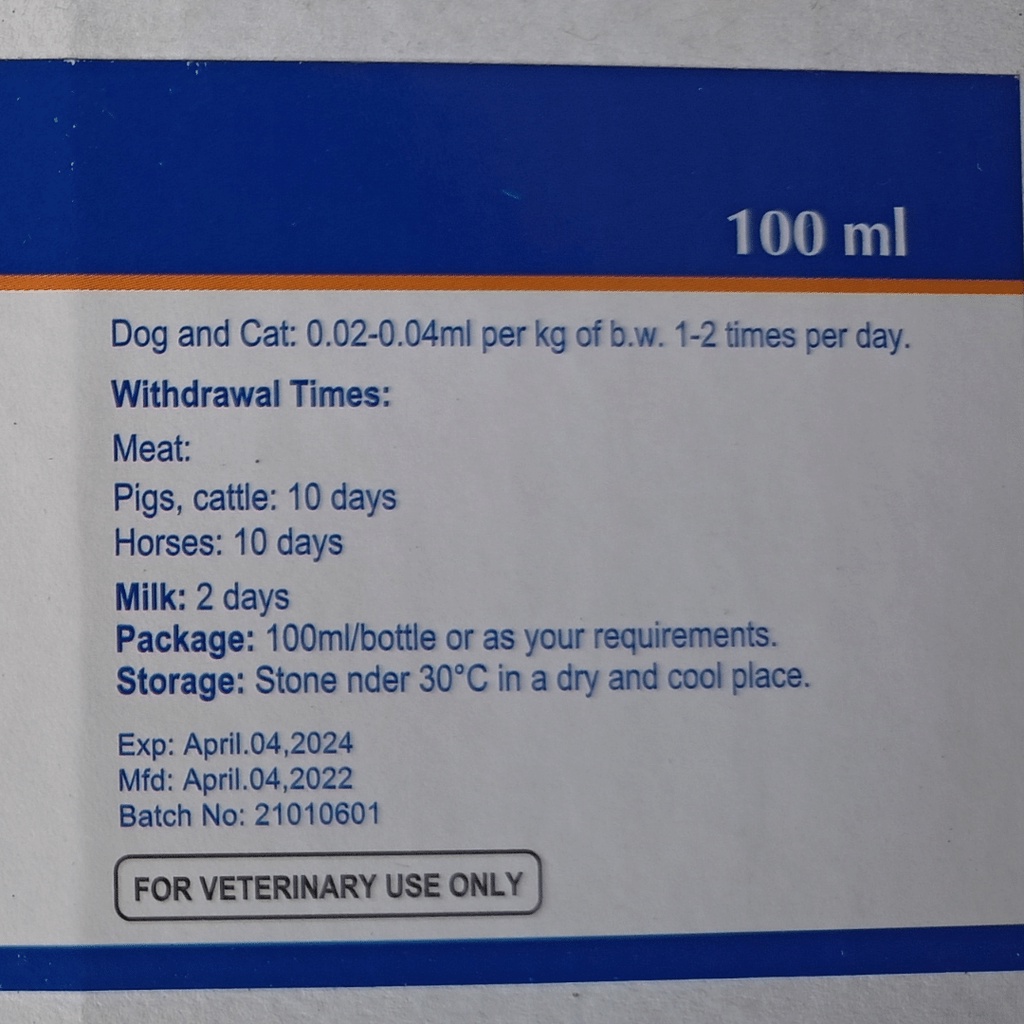 100 ml
Dog and Cat: 0.02-0.04ml per kg of b.w. 1-2 times per day.
Withdrawal Times:
Meat:
Pigs, cattle: 10 days
Horses: 10 days
Milk: 2 days
Package: 100ml/bottle or as your requirements.
Storage: Stone nder 30°C in a dry and cool place.
Exp: April.04,2024
Mfd: April.04,2022
Batch No: 21010601
FOR VETERINARY USE ONLY